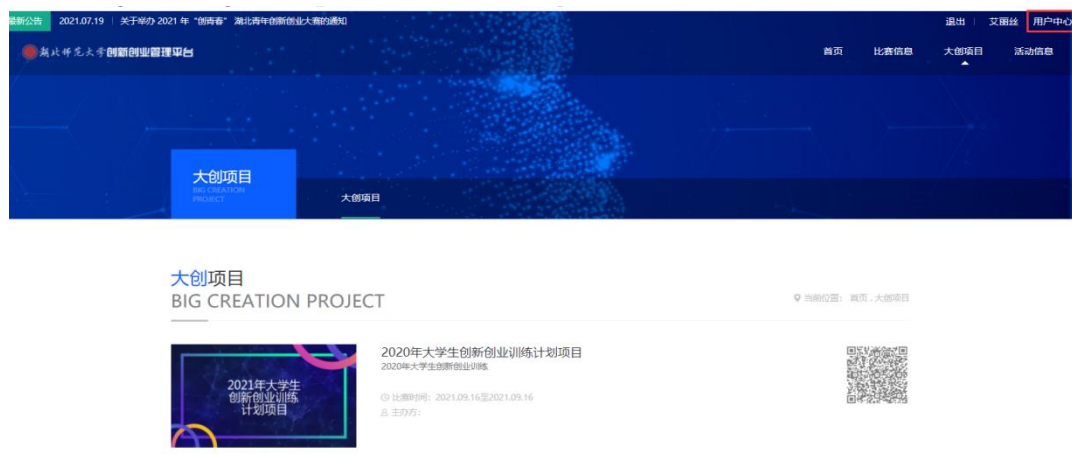 最新公告 2021.07.19 关于举办 2021 年 “创青春” 湖北青年创新创业大赛的通知 退出 艾丽丝 用户中心
湖北师范大学创新创业管理平台 首页 比赛信息 大创项目 活动信息
大创项目
BIG CREATION
PROJECT
大创项目
大创项目
BIG CREATION PROJECT
当前位置: 首页 . 大创项目
2021年大学生
创新创业训练
计划项目
2020年大学生创新创业训练计划项目
2020年大学生创新创业训练
比赛时间: 2021.09.16至2021.09.16
主办方: